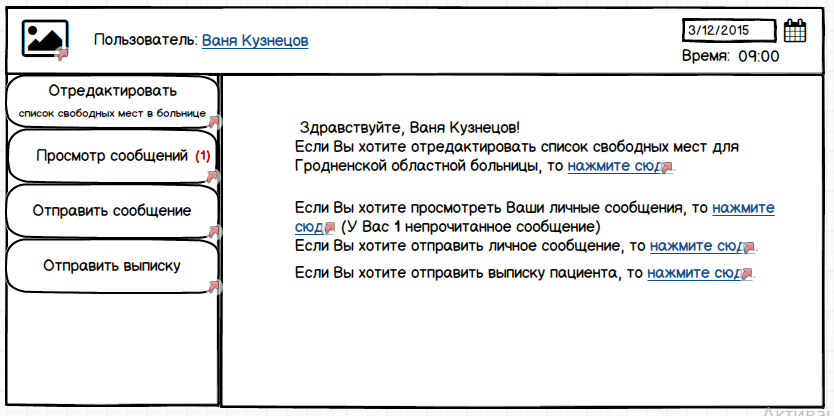 Пользователь: Ваня Кузнецов
3/12/2015
Время: 09:00
Отредактировать
список свободных мест в больнице
Просмотр сообщений (1)
Отправить сообщение
Отправить выписку
Здравствуйте, Ваня Кузнецов!
Если Вы хотите отредактировать список свободных мест для
Гродненской областной больницы, то нажмите сюда.
Если Вы хотите просмотреть Ваши личные сообщения, то нажмите
сюда (У Вас 1 непрочитанное сообщение)
Если Вы хотите отправить личное сообщение, то нажмите сюда.
Если Вы хотите отправить выписку пациента, то нажмите сюда.